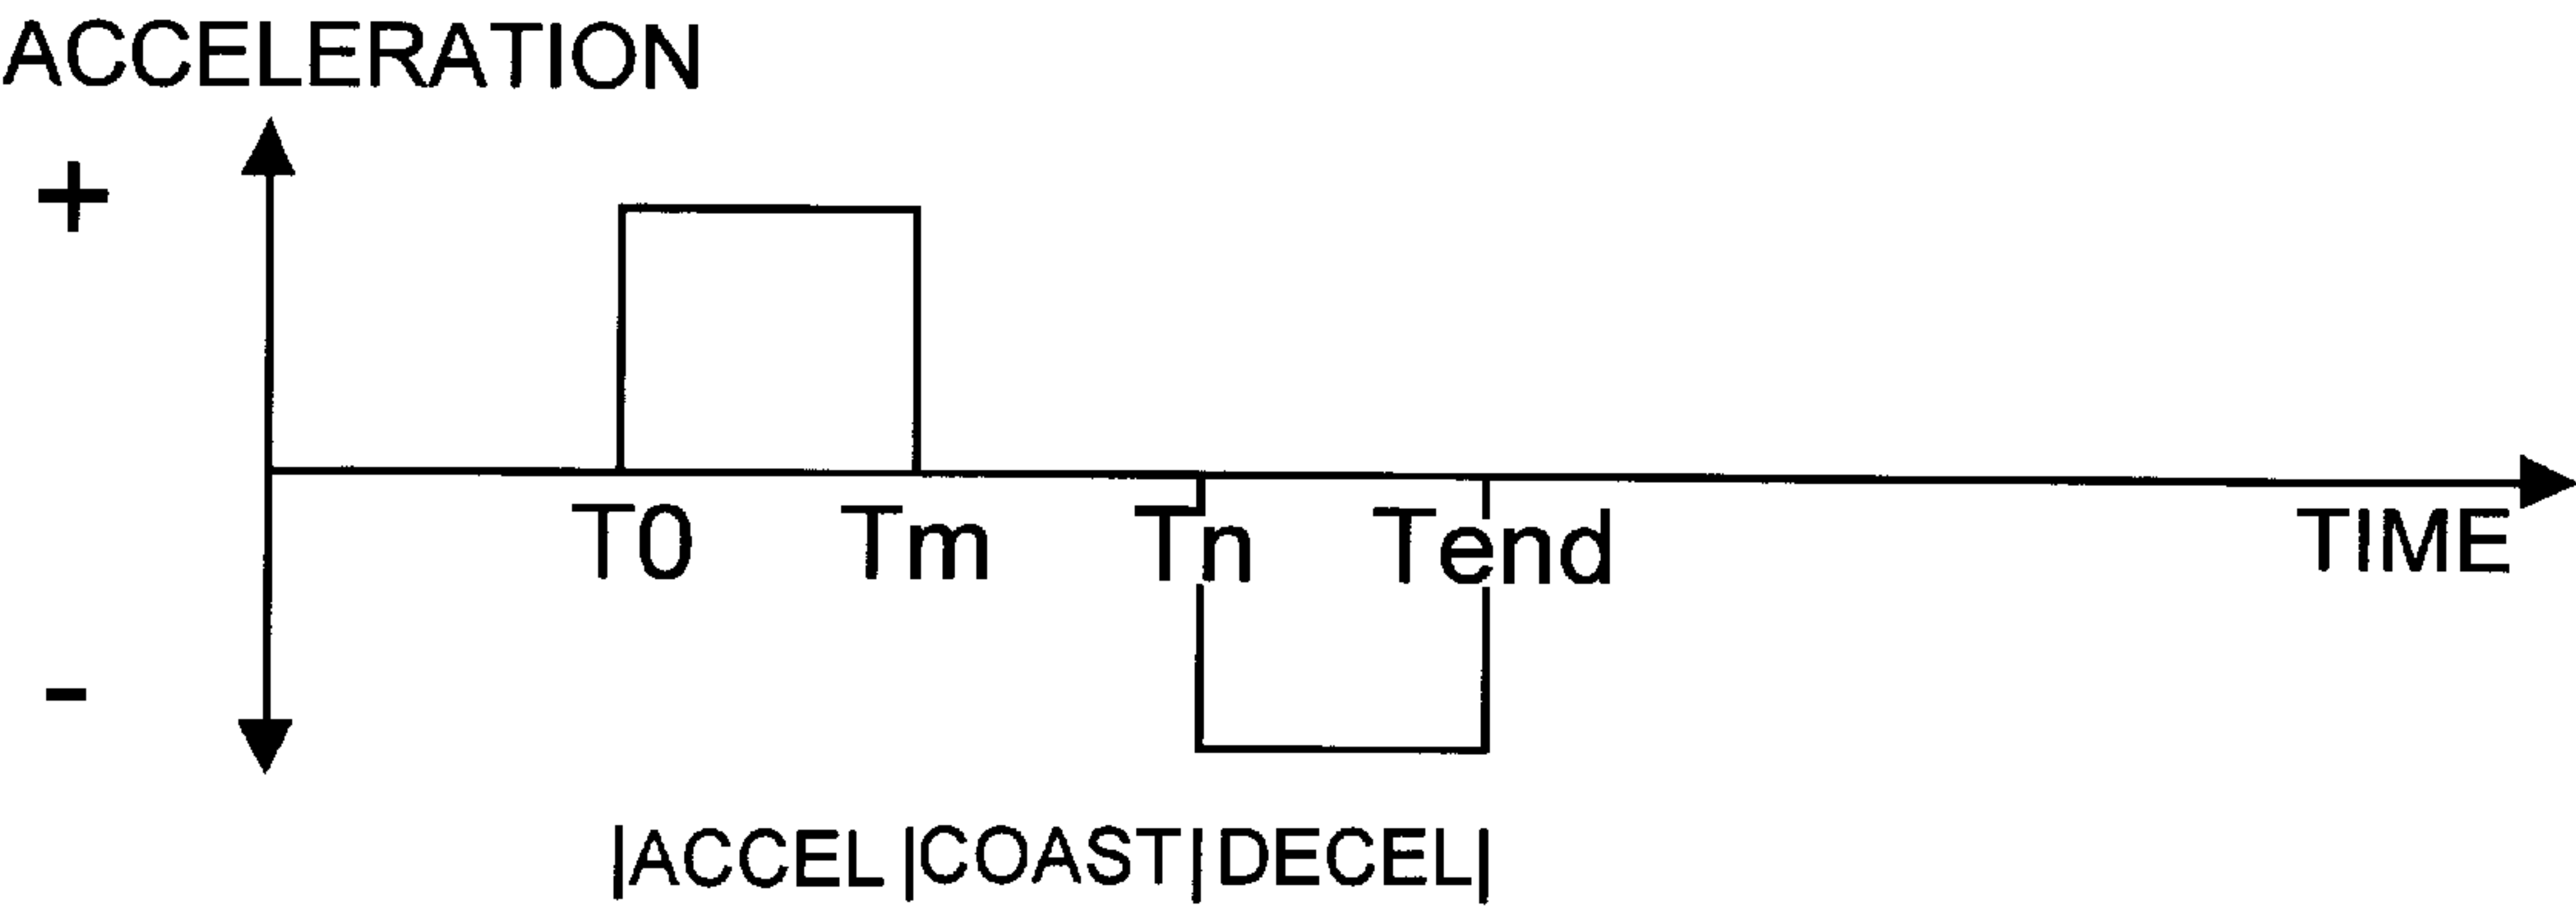 ACCELERATION
+
T0 Tm Tn Tend TIME
-
|ACCEL |COAST| DECEL|